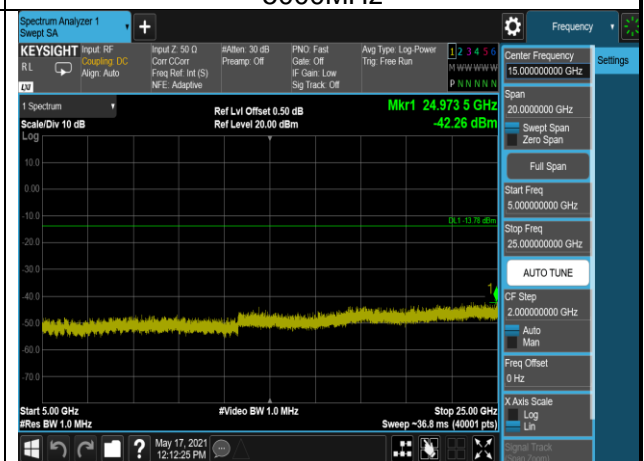 Spectrum Analyzer 1
Swept SA
+
Frequency
KEYSIGHT
RL
LXI
Input: RF
Coupling: DC
Align: Auto
Input Z: 50 Ω
Corr CCorr
Freq Ref: Int (S)
NFE: Adaptive
#Atten: 30 dB
Preamp: Off
PNO: Fast
Gate: Off
IF Gain: Low
Sig Track: Off
Avg Type: Log-Power
Trig: Free Run
1 2 3 4 5 6
M W W W W W
P N N N N N
1 Spectrum
Scale/Div 10 dB
Log
Ref Lvl Offset 0.50 dB
Ref Level 20.00 dBm
Mkr1 24.973 5 GHz
-42.26 dBm
10.0
0.00
-10.0
DL1 -13.78 dBm
-20.0
-30.0
-40.0
1
-50.0
-60.0
-70.0
Start 5.00 GHz
#Res BW 1.0 MHz
#Video BW 1.0 MHz
Stop 25.00 GHz
Sweep ~36.8 ms (40001 pts)
May 17, 2021
12:12:25 PM
?
Settings
Center Frequency
15.000000000 GHz
Span
20.0000000 GHz
Swept Span
Zero Span
Full Span
Start Freq
5.000000000 GHz
Stop Freq
25.000000000 GHz
AUTO TUNE
CF Step
2.000000000 GHz
Auto
Man
Freq Offset
0 Hz
X Axis Scale
Log
Lin
Signal Track
(Span Zoom)